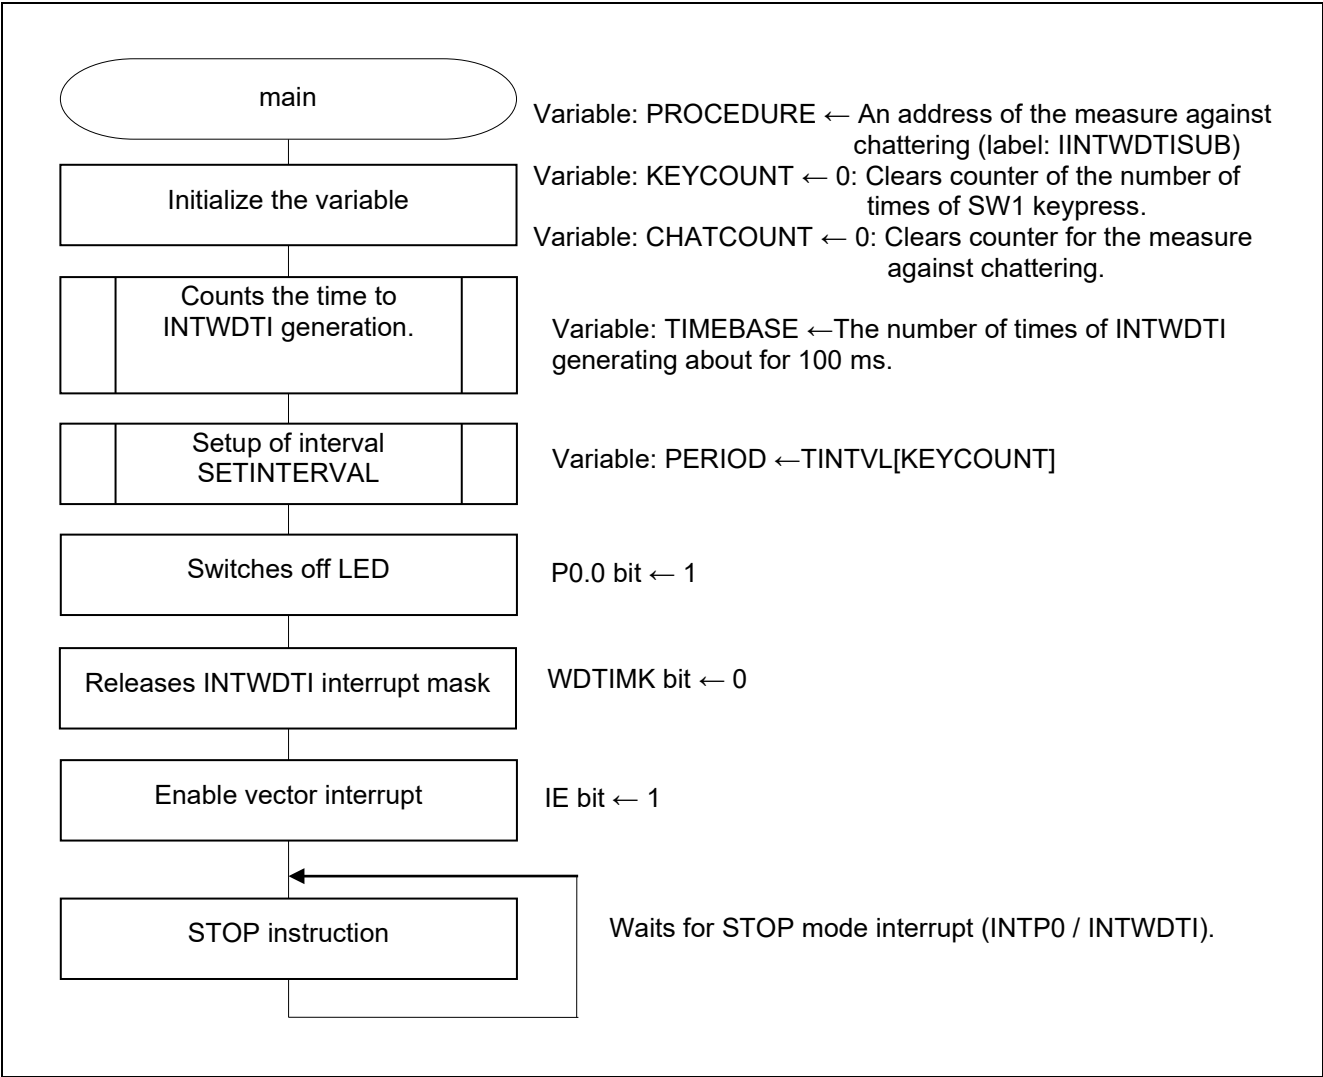 main
Variable: PROCEDURE ← An address of the measure against
chattering (label: IINTWDTISUB)
Initialize the variable
Variable: KEYCOUNT ← 0: Clears counter of the number of
times of SW1 keypress.
Variable: CHATCOUNT ← 0: Clears counter for the measure
against chattering.
Counts the time to
INTWDTI generation.
Variable: TIMEBASE ←The number of times of INTWDTI
generating about for 100 ms.
Setup of interval
SETINTERVAL
Variable: PERIOD ←TINTVL[KEYCOUNT]
Switches off LED
P0.0 bit ← 1
Releases INTWDTI interrupt mask
WDTIMK bit ← 0
Enable vector interrupt
IE bit ← 1
STOP instruction
Waits for STOP mode interrupt (INTP0 / INTWDTI).